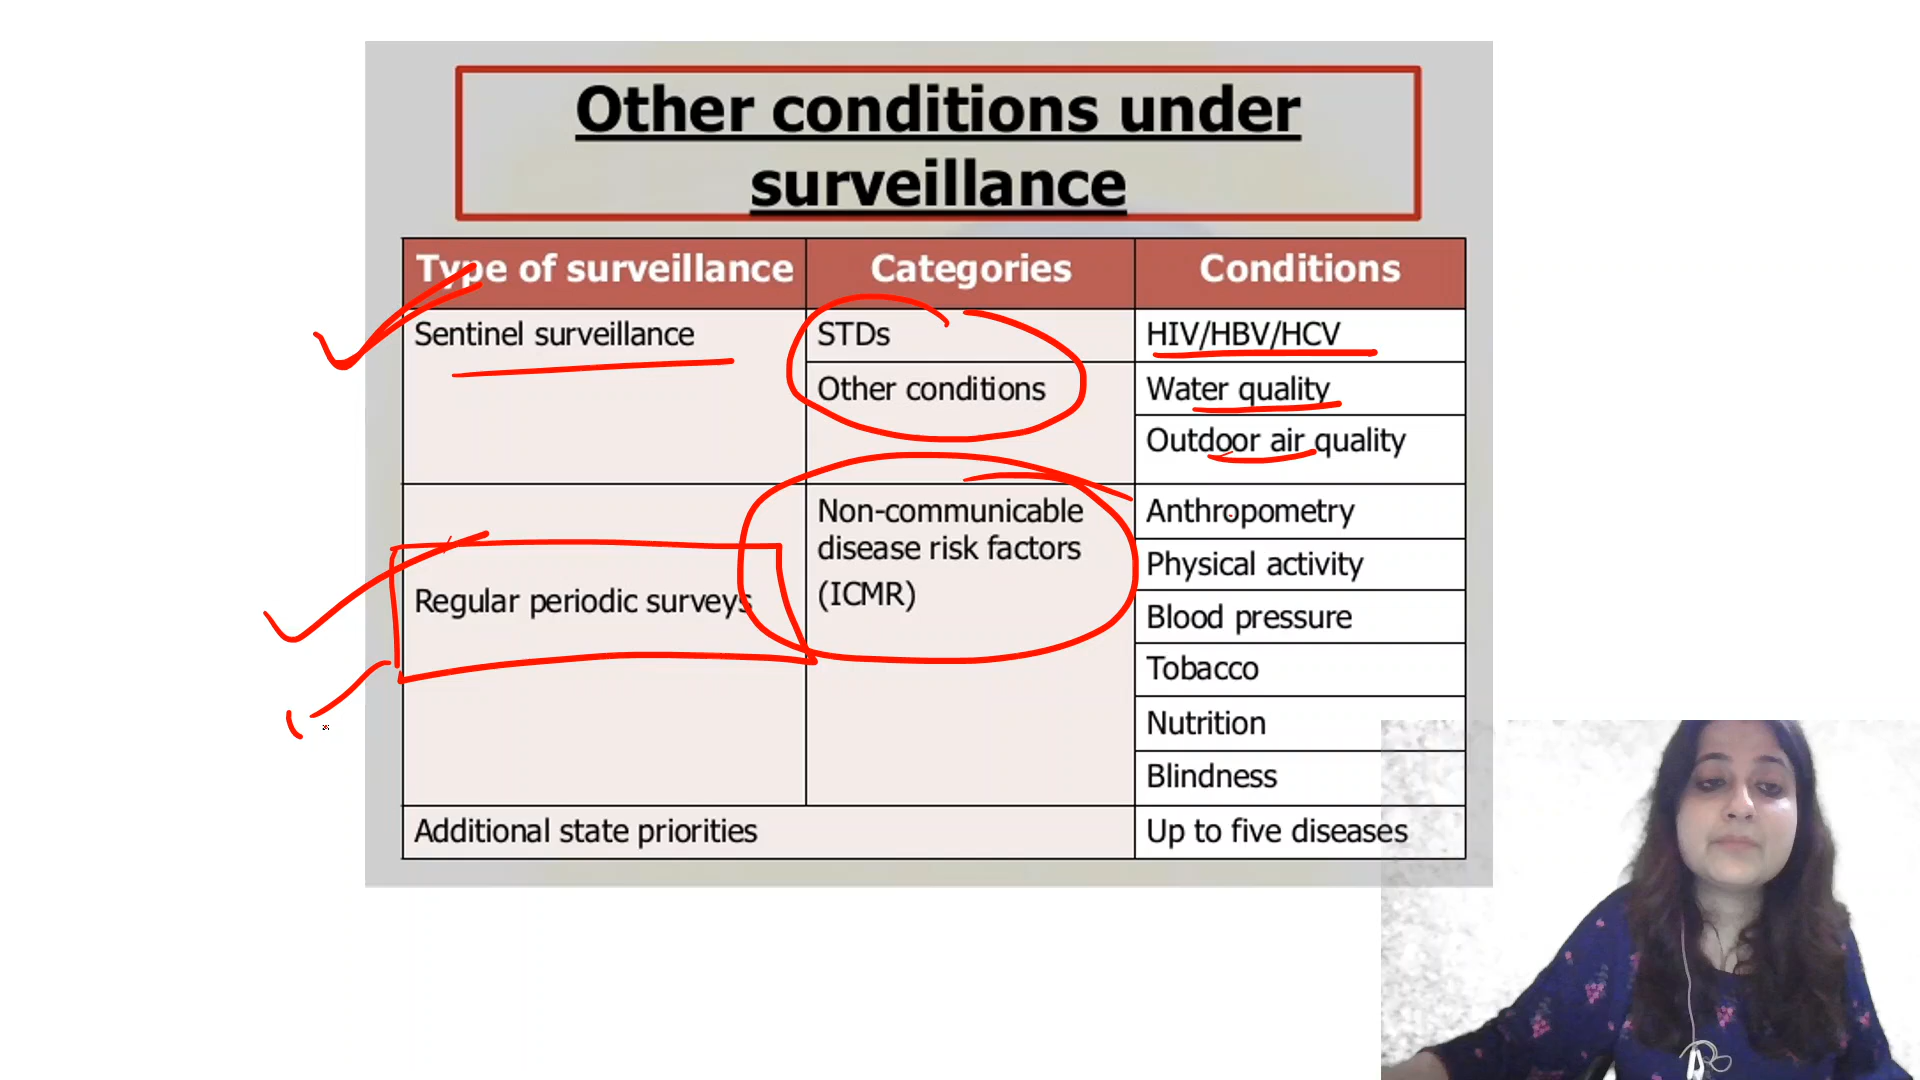 Other conditions under
surveillance
Type of surveillance
Categories
Conditions
Sentinel surveillance
STDs
HIV/HBV/HCV
Other conditions
Water quality
Outdoor air quality
Regular periodic surveys
Non-communicable
disease risk factors
(ICMR)
Anthropometry
Physical activity
Blood pressure
Tobacco
Nutrition
Blindness
Additional state priorities
Up to five diseases